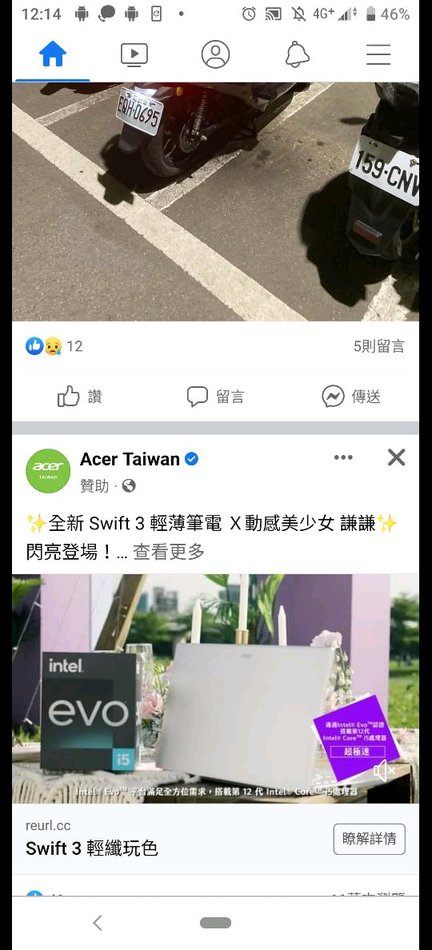 12:14
4G+
46%
EQH-0695
159-CNW
12
5則留言
讚
留言
傳送
acer
TAIWAN
Acer Taiwan
贊助
✨全新 Swift 3 輕薄筆電 X 動感美少女 謙謙✨
閃亮登場！... 查看更多
acer
intel.
evo
i5
通過Intel® Evo™認證
搭載第12代
Intel® Core™ i5處理器
超極速
Intel® Evo™ 平台滿足全方位需求，搭載第 12 代 Intel® Core™ i5處理器
reurl.cc
Swift 3 輕纖玩色
瞭解詳情